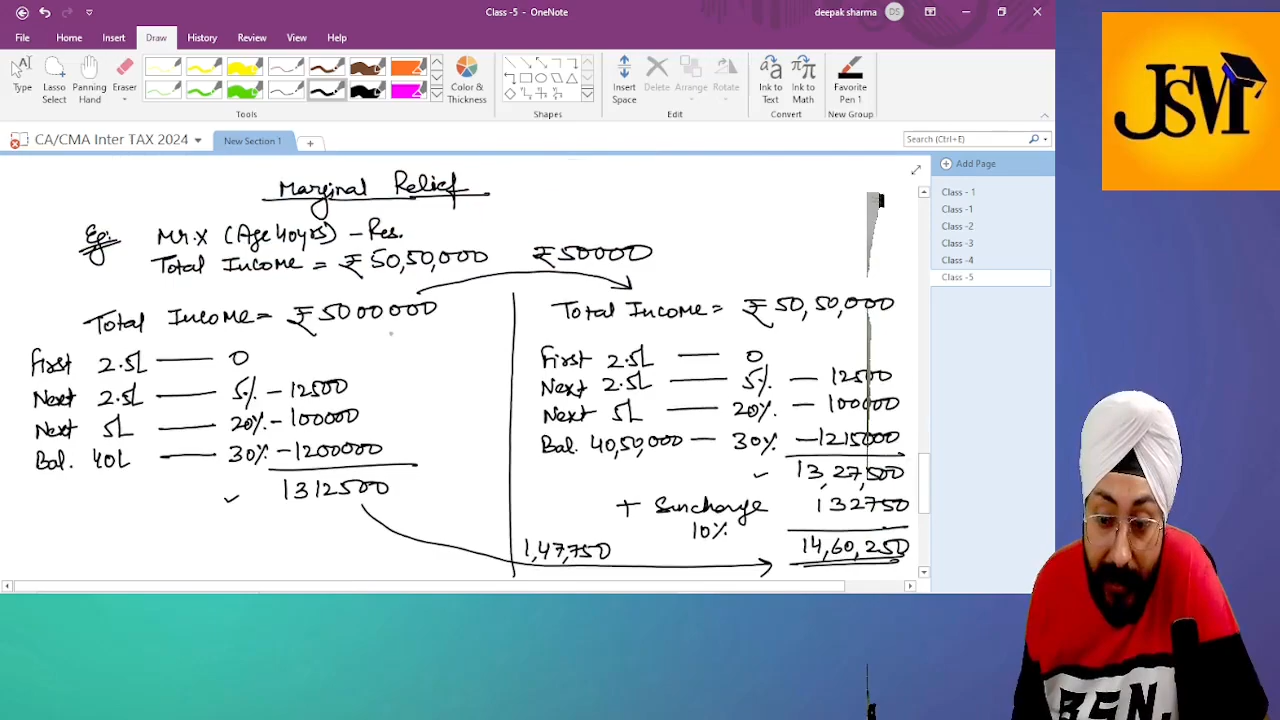 Class -5 - OneNote
deepak sharma
DS
File Home Insert Draw History Review View Help
Type
Lasso Select
Panning Hand
Eraser
Color & Thickness
Insert Space
Delete
Arrange
Rotate
Ink to Text
Ink to Math
Favorite Pen 1
Tools
Shapes
Edit
Convert
New Group
CA/CMA Inter TAX 2024
New Section 1
Search (Ctrl+E)
Add Page
Class - 1
Class -1
Class -2
Class -3
Class -4
Class -5
Marginal Relief
Eg:
Mr. X (Age 40yrs) - Res.
Total Income = ₹ 50,50,000 ₹50000
Total Income = ₹ 5000000
First 2.5L — 0
Next 2.5L — 5% - 12500
Next 5L — 20% - 100000
Bal. 40L — 30% - 1200000
1312500
Total Income = ₹ 50,50,000
First 2.5L — 0
Next 2.5L — 5% — 12500
Next 5L — 20% — 100000
Bal. 40,50,000 — 30% — 1215000
13,27,500
+ Surcharge 132750
10%
1,47,750 14,60,250
JSM
BEN.